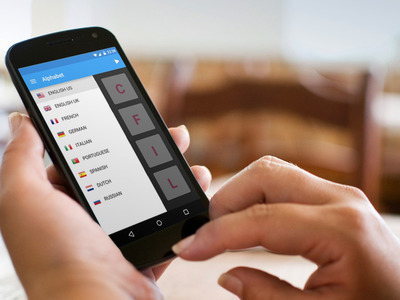 Alphabet
ENGLISH US
ENGLISH UK
FRENCH
GERMAN
ITALIAN
PORTUGUESE
SPANISH
DUTCH
RUSSIAN
C
F
I
L